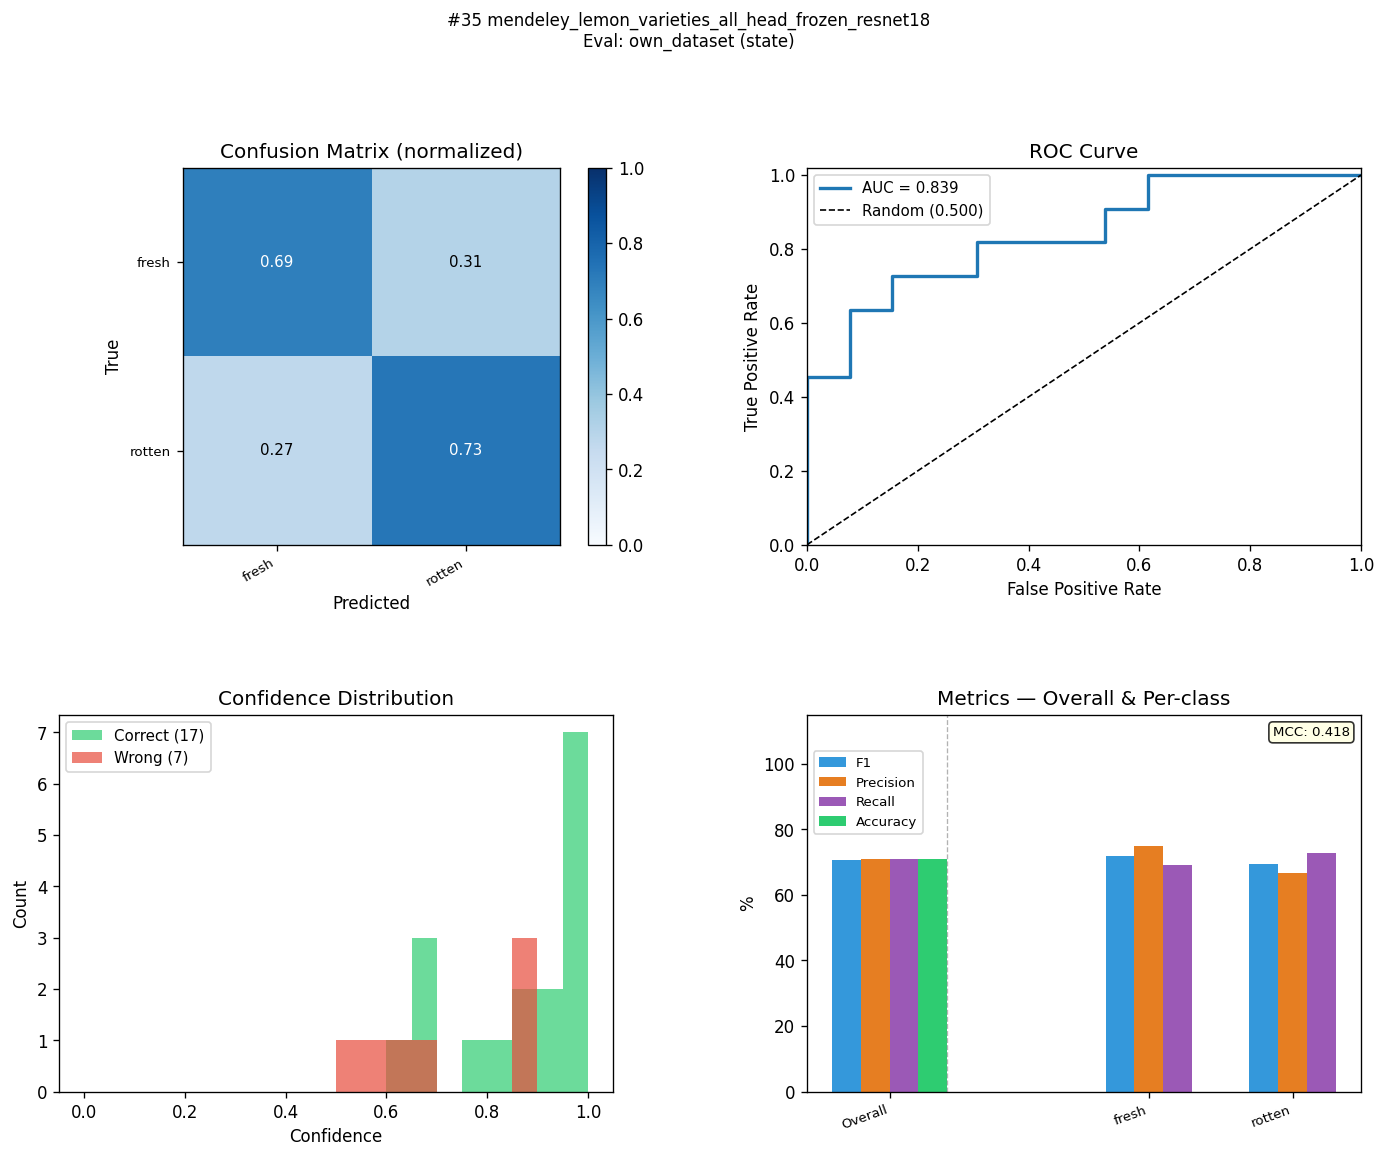 #35 mendeley_lemon_varieties_all_head_frozen_resnet18
Eval: own_dataset (state)
Confusion Matrix (normalized)
True
fresh
rotten
0.69
0.31
0.27
0.73
fresh
rotten
Predicted
1.0
0.8
0.6
0.4
0.2
0.0
ROC Curve
True Positive Rate
1.0
0.8
0.6
0.4
0.2
0.0
AUC = 0.839
Random (0.500)
0.0
0.2
0.4
0.6
0.8
1.0
False Positive Rate
Confidence Distribution
Count
7
6
5
4
3
2
1
0
Correct (17)
Wrong (7)
0.0
0.2
0.4
0.6
0.8
1.0
Confidence
Metrics — Overall & Per-class
%
100
80
60
40
20
0
MCC: 0.418
F1
Precision
Recall
Accuracy
Overall
fresh
rotten